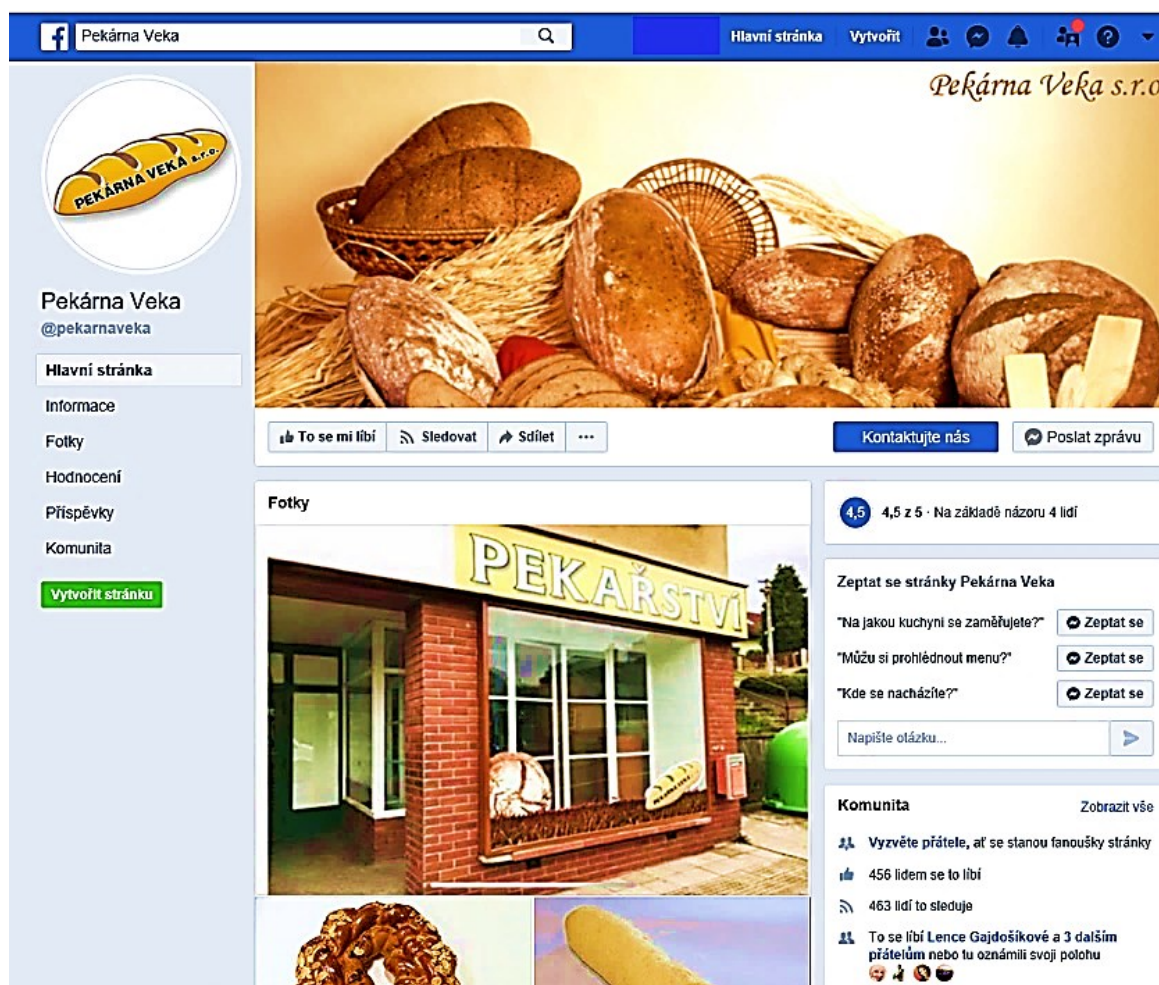 Pekárna Veka
Hlavní stránka
Vytvořit
Pekárna Veka s.r.o
PEKÁRNA VEKA s.r.o.
Pekárna Veka
@pekarnaveka
Hlavní stránka
Informace
Fotky
Hodnocení
Příspěvky
Komunita
Vytvořit stránku
To se mi líbí
Sledovat
Sdílet
Kontaktujte nás
Poslat zprávu
Fotky
PEKAŘSTVÍ
PEKÁRNA VEKA
4,5
4,5 z 5 · Na základě názoru 4 lidí
Zeptat se stránky Pekárna Veka
"Na jakou kuchyni se zaměřujete?"
Zeptat se
"Můžu si prohlédnout menu?"
Zeptat se
"Kde se nacházíte?"
Zeptat se
Napište otázku...
Komunita
Zobrazit vše
Vyzvěte přátele, ať se stanou fanoušky stránky
456 lidem se to líbí
463 lidí to sleduje
To se líbí Lence Gajdošíkové a 3 dalším
přátelům nebo tu oznámili svoji polohu